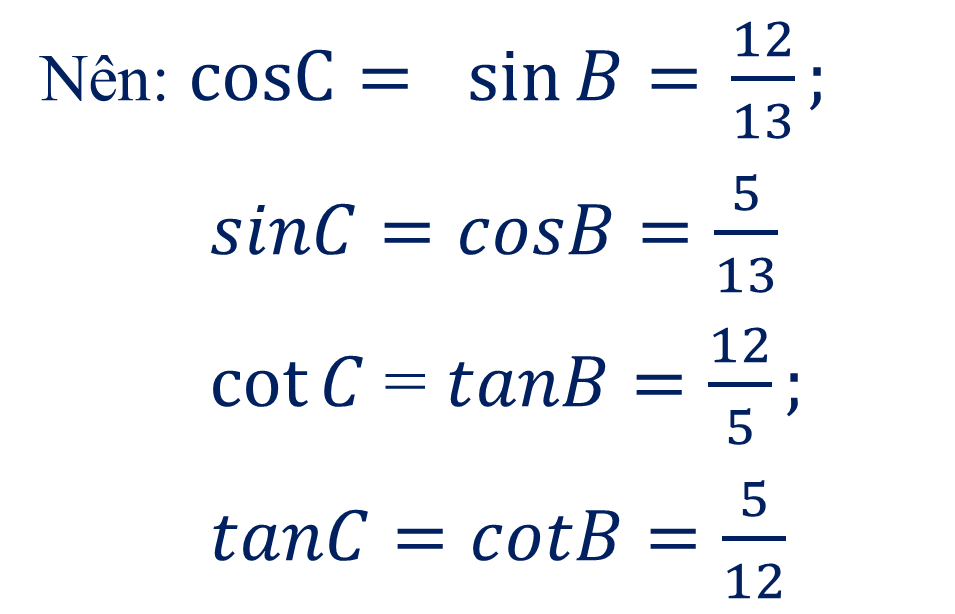 Nên: cosC = sin B = 12/13 ;
sinC = cosB = 5/13
cot C = tanB = 12/5 ;
tanC = cotB = 5/12